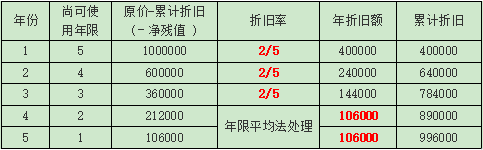 年份 尚可使用年限 原价-累计折旧（-净残值） 折旧率 年折旧额 累计折旧
1 5 1000000 2/5 400000 400000
2 4 600000 2/5 240000 640000
3 3 360000 2/5 144000 784000
4 2 212000 年限平均法处理 106000 890000
5 1 106000 106000 996000